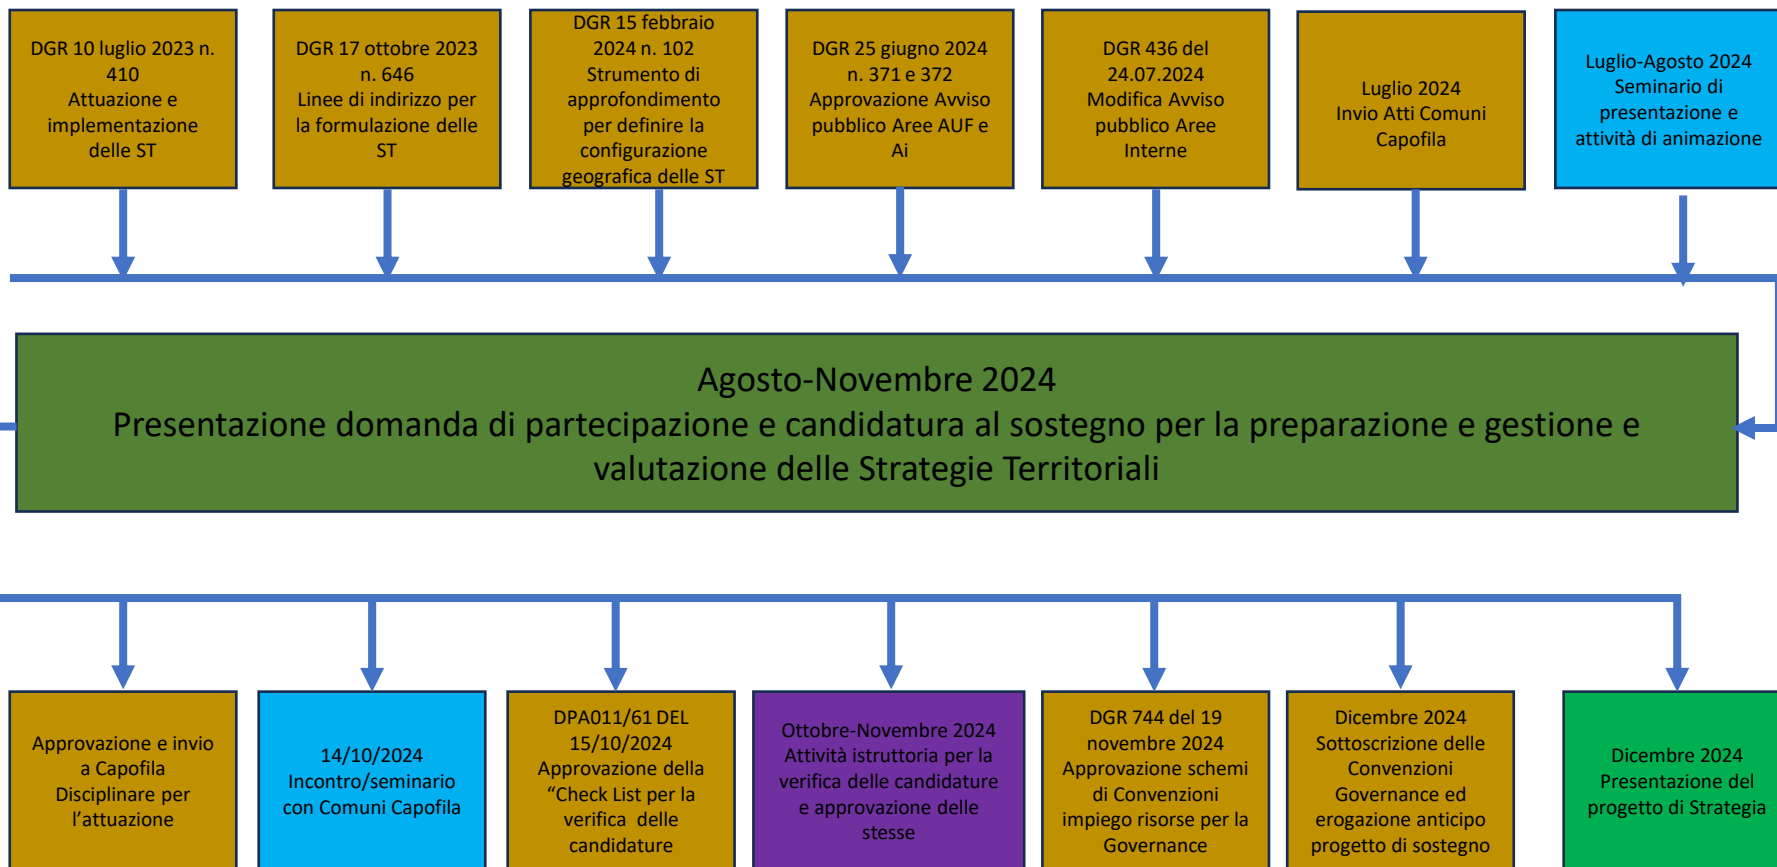 DGR 10 luglio 2023 n.
410
Attuazione e
implementazione
delle ST
DGR 17 ottobre 2023
n. 646
Linee di indirizzo per
la formulazione delle
ST
DGR 15 febbraio
2024 n. 102
Strumento di
approfondimento
per definire la
configurazione
geografica delle ST
DGR 25 giugno 2024
n. 371 e 372
Approvazione Avviso
pubblico Aree AUF e
Ai
DGR 436 del
24.07.2024
Modifica Avviso
pubblico Aree
Interne
Luglio 2024
Invio Atti Comuni
Capofila
Luglio-Agosto 2024
Seminario di
presentazione e
attività di animazione
Agosto-Novembre 2024
Presentazione domanda di partecipazione e candidatura al sostegno per la preparazione e gestione e
valutazione delle Strategie Territoriali
Approvazione e invio
a Capofila
Disciplinare per
l’attuazione
14/10/2024
Incontro/seminario
con Comuni Capofila
DPA011/61 DEL
15/10/2024
Approvazione della
“Check List per la
verifica delle
candidature
Ottobre-Novembre 2024
Attività istruttoria per la
verifica delle candidature
e approvazione delle
stesse
DGR 744 del 19
novembre 2024
Approvazione schemi
di Convenzioni
impiego risorse per la
Governance
Dicembre 2024
Sottoscrizione delle
Convenzioni
Governance ed
erogazione anticipo
progetto di sostegno
Dicembre 2024
Presentazione del
progetto di Strategia